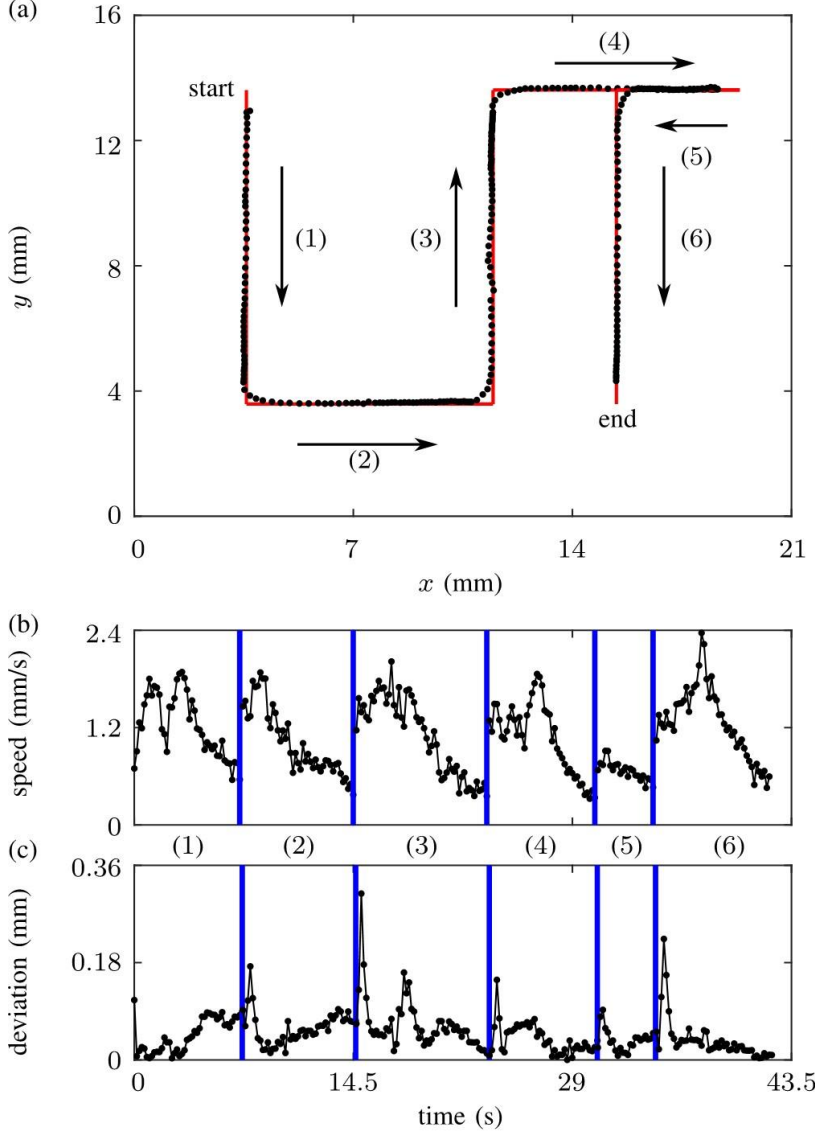 (a)
16
12
8
4
0
y (mm)
start
(1)
(2)
(3)
(4)
(5)
(6)
end
0 7 14 21
x (mm)
(b)
2.4
1.2
0
speed (mm/s)
(c)
(1) (2) (3) (4) (5) (6)
0.36
0.18
0
deviation (mm)
0 14.5 29 43.5
time (s)